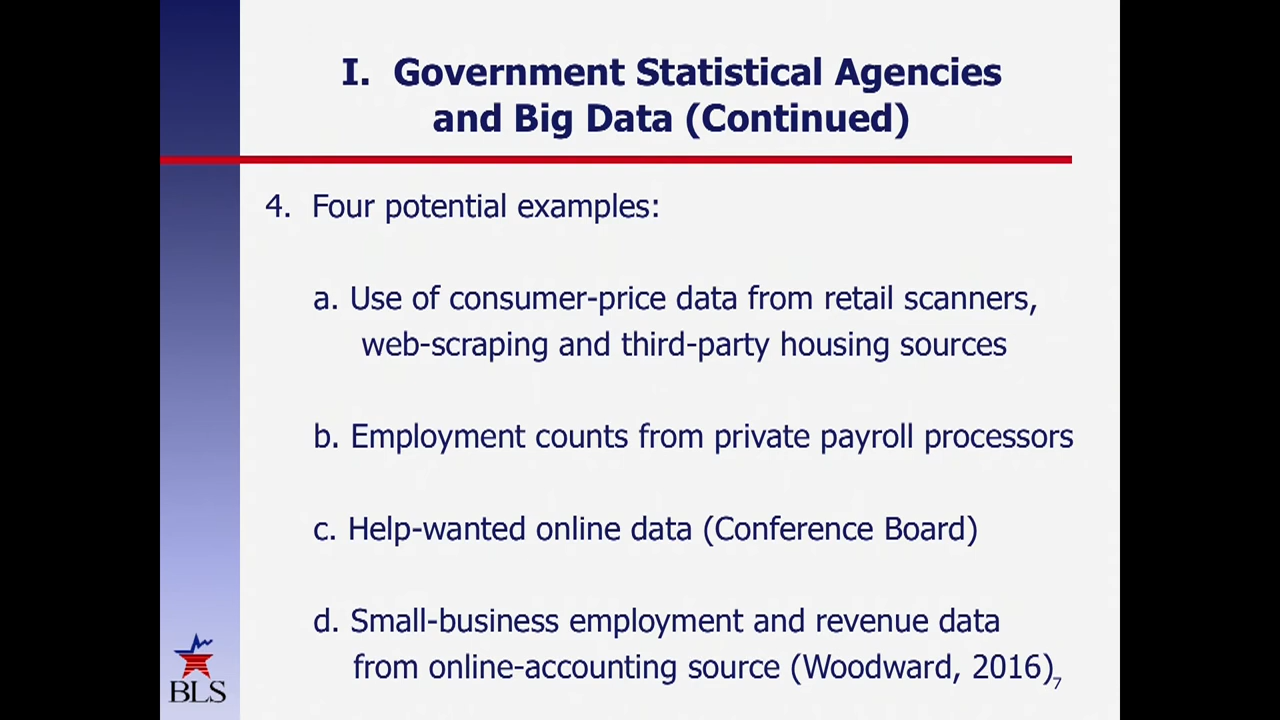 I. Government Statistical Agencies
and Big Data (Continued)
4. Four potential examples:
a. Use of consumer-price data from retail scanners,
web-scraping and third-party housing sources
b. Employment counts from private payroll processors
c. Help-wanted online data (Conference Board)
d. Small-business employment and revenue data
from online-accounting source (Woodward, 2016)
7
BLS